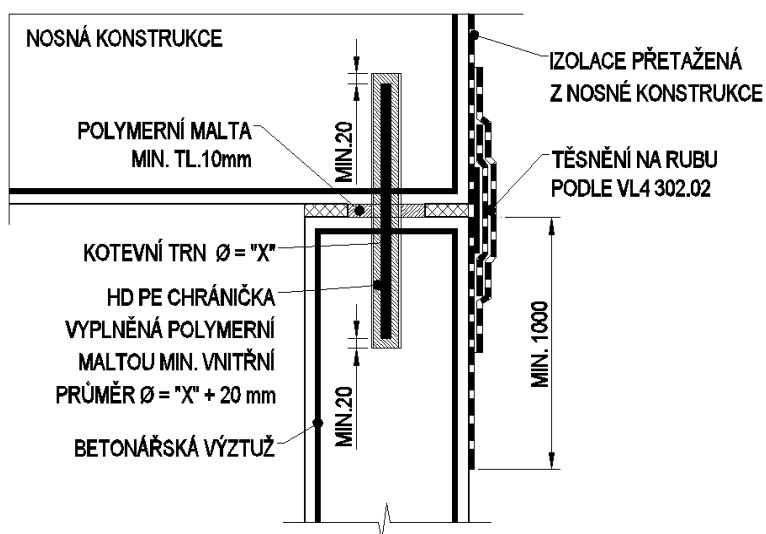 NOSNÁ KONSTRUKCE
IZOLACE PŘETAŽENÁ
Z NOSNÉ KONSTRUKCE
POLYMERNÍ MALTA
MIN. TL.10mm
MIN.20
TĚSNĚNÍ NA RUBU
PODLE VL4 302.02
KOTEVNÍ TRN Ø = "X"
HD PE CHRÁNIČKA
VYPLNĚNÁ POLYMERNÍ
MALTOU MIN. VNITŘNÍ
PRŮMĚR Ø = "X" + 20 mm
MIN. 1000
MIN.20
BETONÁŘSKÁ VÝZTUŽ